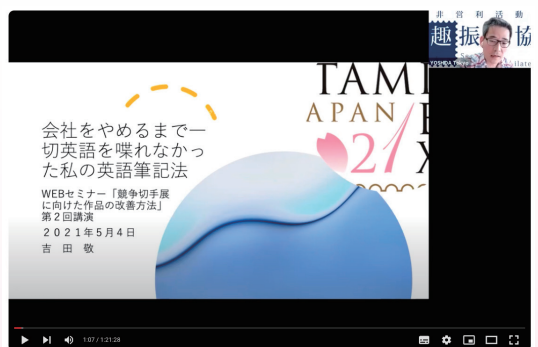 非営利活動
趣振 協
YOSHIDA Ta
TAM
APAN
21
会社をやめるまで一
切英語を喋れなかっ
た私の英語筆記法
WEBセミナー「競争切手展
に向けた作品の改善方法」
第2回講演
2021年5月4日
吉 田 敬
1:07 / 1:21:28